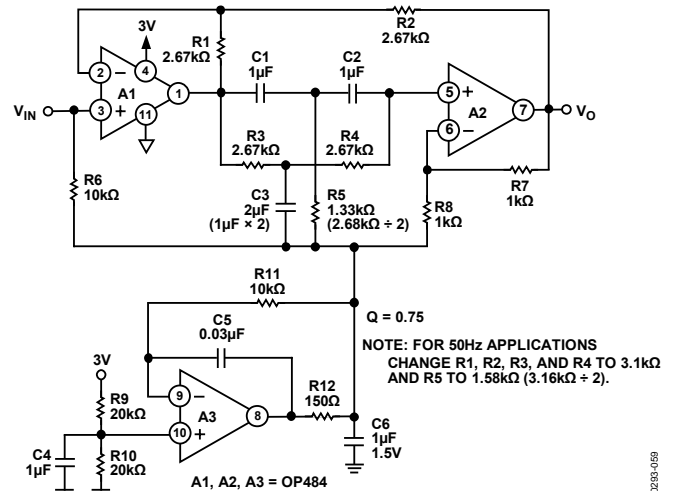 R2
2.67kΩ
3V
R1
2.67kΩ
C1
1µF
C2
1µF
2
−
4
A1
1
VIN
3
+
11
5
+
A2
7
VO
6
−
R3
2.67kΩ
R4
2.67kΩ
R7
1kΩ
R6
10kΩ
C3
2µF
(1µF × 2)
R5
1.33kΩ
(2.68kΩ ÷ 2)
R8
1kΩ
R11
10kΩ
Q = 0.75
C5
0.03µF
NOTE: FOR 50Hz APPLICATIONS
CHANGE R1, R2, R3, AND R4 TO 3.1kΩ
AND R5 TO 1.58kΩ (3.16kΩ ÷ 2).
3V
R9
20kΩ
9
−
A3
8
R12
150Ω
10
+
C4
1µF
R10
20kΩ
C6
1µF
1.5V
A1, A2, A3 = OP484
0293-059